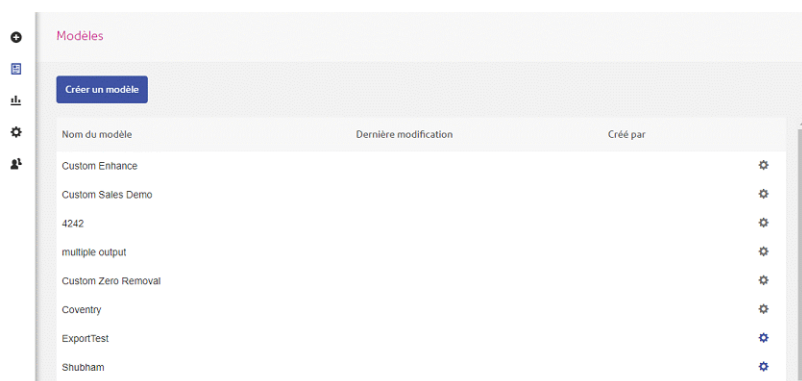 Modèles
Créer un modèle
Nom du modèle Dernière modification Créé par
Custom Enhance
Custom Sales Demo
4242
multiple output
Custom Zero Removal
Coventry
ExportTest
Shubham